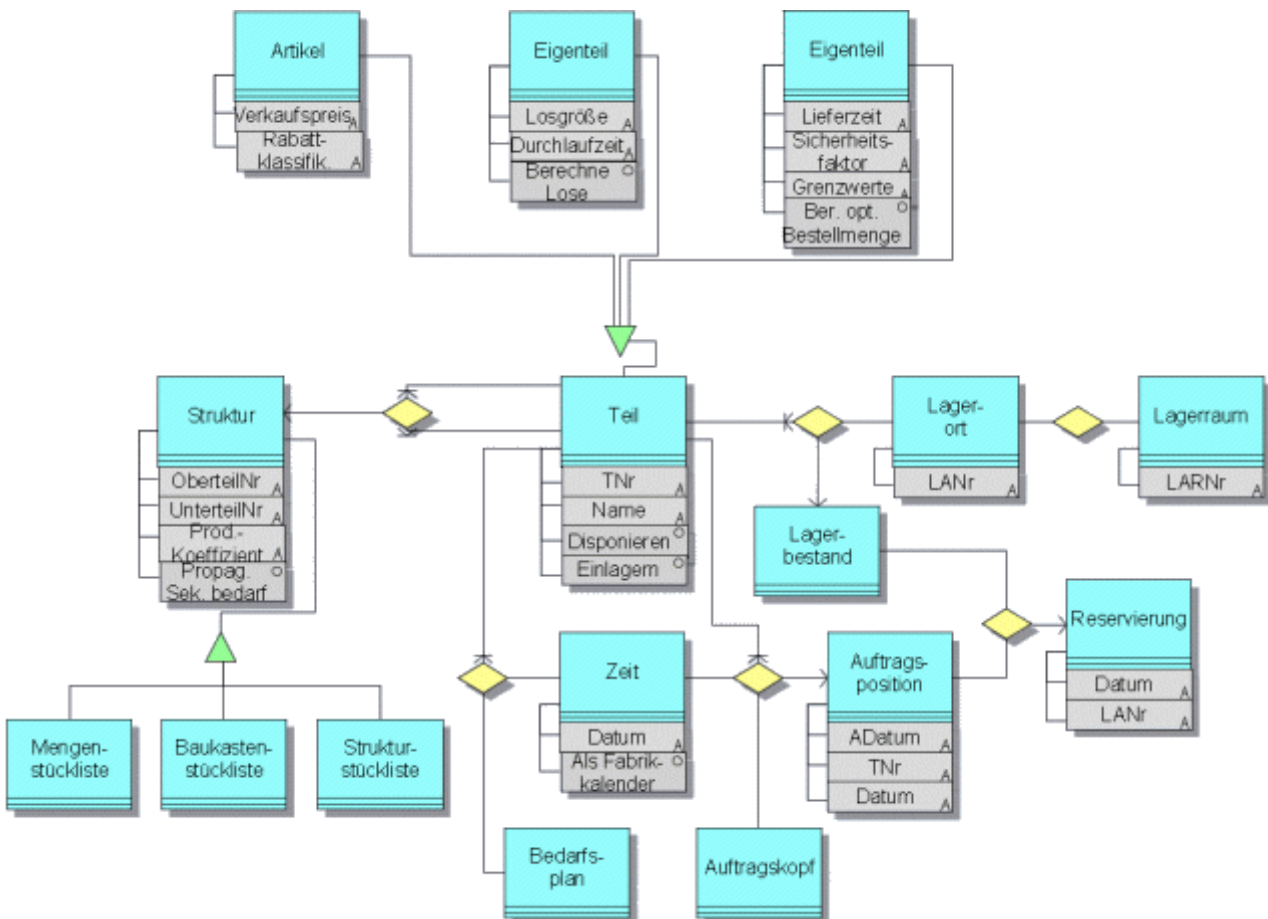 Artikel
Verkaufspreis A
Rabatt-
klassifik. A
Eigenteil
Losgröße A
Durchlaufzeit A
Berechne O
Lose
Eigenteil
Lieferzeit A
Sicherheits-
faktor A
Grenzwerte A
Ber. opt. O
Bestellmenge
Struktur
OberteilNr A
UnterteilNr A
Prod.-
Koeffizient A
Propag. O
Sek. bedarf
Teil
TNr A
Name A
Disponieren O
Einlagern O
Lager-
ort
LANr A
Lagerraum
LARNr A
Lager-
bestand
Reservierung
Datum A
LANr A
Zeit
Datum A
Als Fabrik- O
kalender
Auftrags-
position
ADatum A
TNr A
Datum A
Mengen-
stückliste
Baukasten-
stückliste
Struktur-
stückliste
Bedarfs-
plan
Auftragskopf